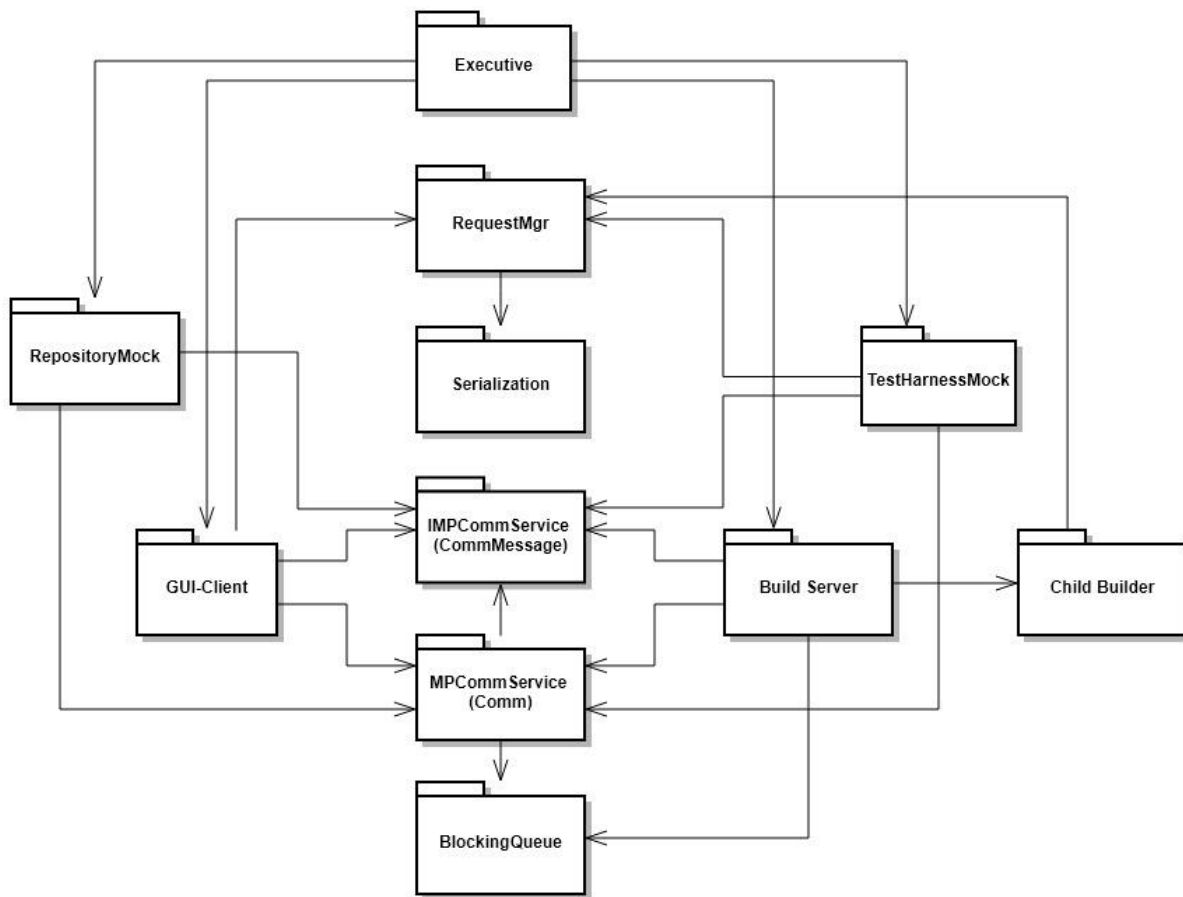 Executive
RequestMgr
RepositoryMock
Serialization
TestHarnessMock
IMPCommService
(CommMessage)
GUI-Client
Build Server
Child Builder
MPCommService
(Comm)
BlockingQueue